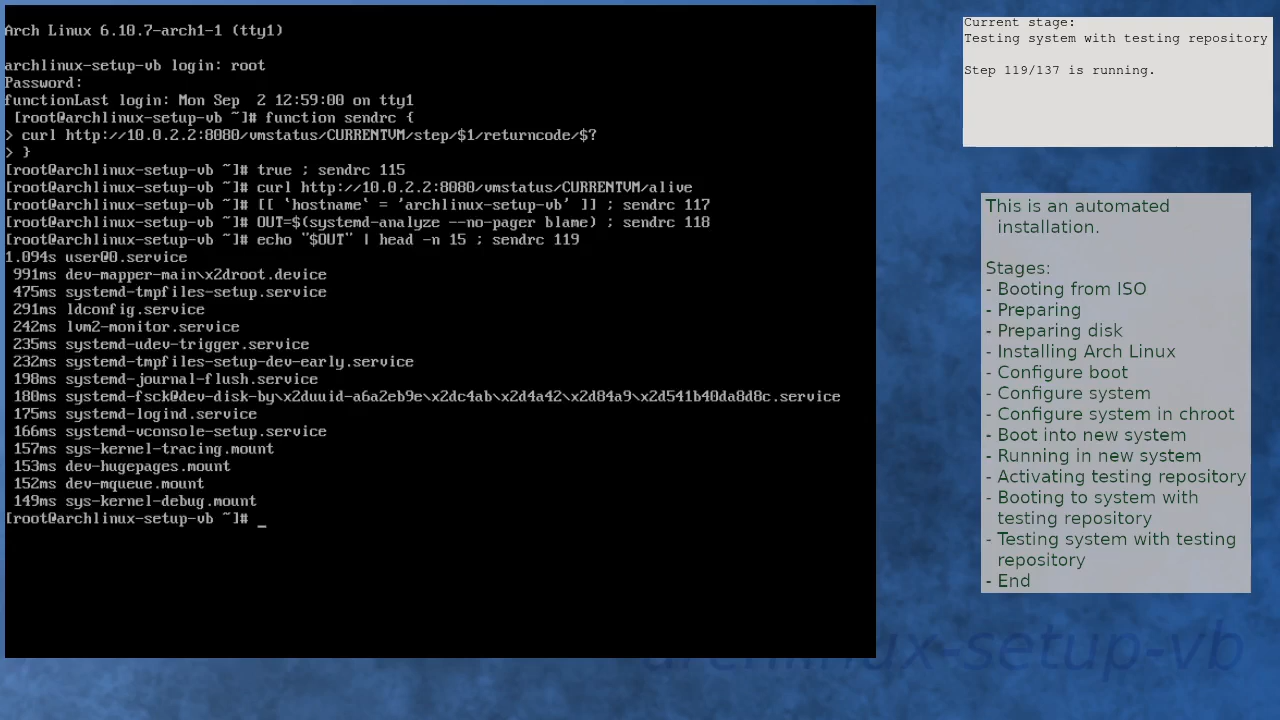 Arch Linux 6.10.7-arch1-1 (tty1)
archlinux-setup-vb login: root
Password:
functionLast login: Mon Sep  2 12:59:00 on tty1
 [root@archlinux-setup-vb ~]# function sendrc {
> curl http://10.0.2.2:8080/vmstatus/CURRENTVM/step/$1/returncode/$?
> }
[root@archlinux-setup-vb ~]# true ; sendrc 115
[root@archlinux-setup-vb ~]# curl http://10.0.2.2:8080/vmstatus/CURRENTVM/alive
[root@archlinux-setup-vb ~]# [[ `hostname` = 'archlinux-setup-vb' ]] ; sendrc 117
[root@archlinux-setup-vb ~]# OUT=$(systemd-analyze --no-pager blame) ; sendrc 118
[root@archlinux-setup-vb ~]# echo "$OUT" | head -n 15 ; sendrc 119
1.094s user@0.service
 991ms dev-mapper-main\x2droot.device
 475ms systemd-tmpfiles-setup.service
 291ms ldconfig.service
 242ms lvm2-monitor.service
 235ms systemd-udev-trigger.service
 232ms systemd-tmpfiles-setup-dev-early.service
 198ms systemd-journal-flush.service
 180ms systemd-fsck@dev-disk-by\x2duuid-a6a2eb9e\x2dc4ab\x2d4a42\x2d84a9\x2d541b40da8d8c.service
 175ms systemd-logind.service
 166ms systemd-vconsole-setup.service
 157ms sys-kernel-tracing.mount
 153ms dev-hugepages.mount
 152ms dev-mqueue.mount
 149ms sys-kernel-debug.mount
[root@archlinux-setup-vb ~]# _
Current stage:
Testing system with testing repository
Step 119/137 is running.
This is an automated
installation.
Stages:
- Booting from ISO
- Preparing
- Preparing disk
- Installing Arch Linux
- Configure boot
- Configure system
- Configure system in chroot
- Boot into new system
- Running in new system
- Activating testing repository
- Booting to system with
testing repository
- Testing system with testing
repository
- End
archlinux-setup-vb